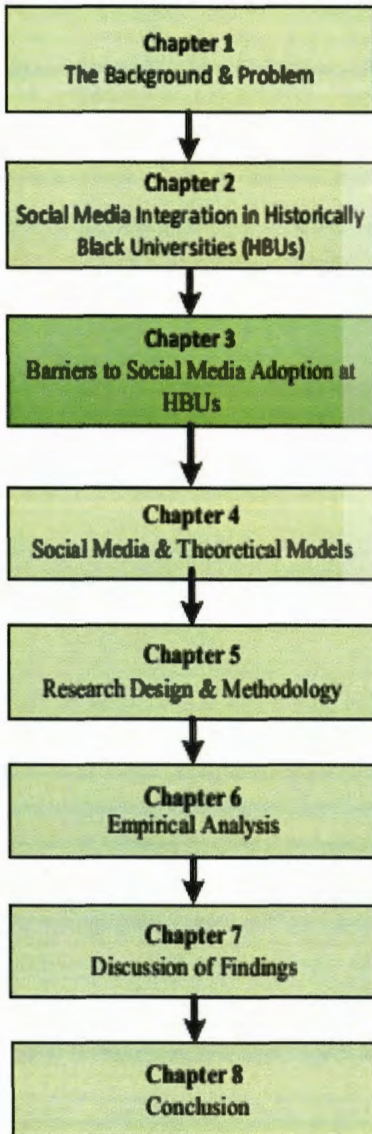 Chapter 1
The Background & Problem
Chapter 2
Social Media Integration in Historically
Black Universities (HBUs)
Chapter 3
Barriers to Social Media Adoption at
HBUs
Chapter 4
Social Media & Theoretical Models
Chapter 5
Research Design & Methodology
Chapter 6
Empirical Analysis
Chapter 7
Discussion of Findings
Chapter 8
Conclusion